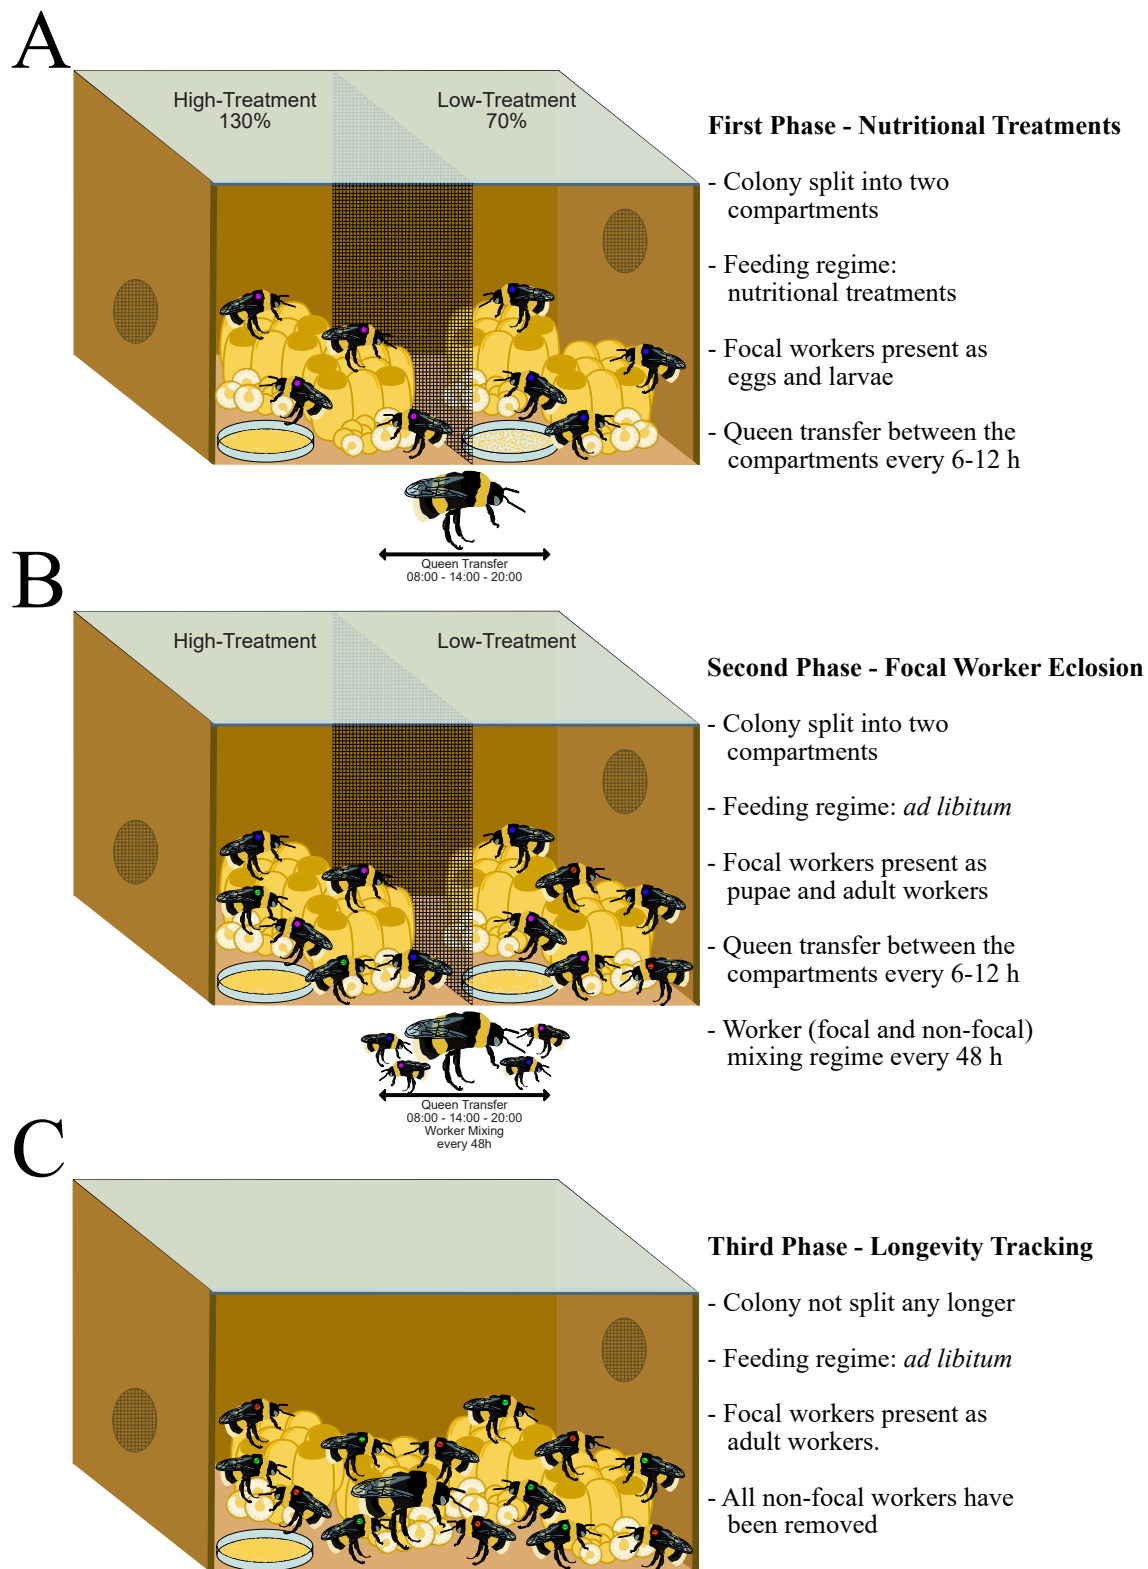 A
High-Treatment
130%
Low-Treatment
70%
First Phase - Nutritional Treatments
- Colony split into two
compartments
- Feeding regime:
nutritional treatments
- Focal workers present as
eggs and larvae
- Queen transfer between the
compartments every 6-12 h
Queen Transfer
08:00 - 14:00 - 20:00
B
High-Treatment
Low-Treatment
Second Phase - Focal Worker Eclosion
- Colony split into two
compartments
- Feeding regime: ad libitum
- Focal workers present as
pupae and adult workers
- Queen transfer between the
compartments every 6-12 h
- Worker (focal and non-focal)
mixing regime every 48 h
Queen Transfer
08:00 - 14:00 - 20:00
Worker Mixing
every 48h
C
Third Phase - Longevity Tracking
- Colony not split any longer
- Feeding regime: ad libitum
- Focal workers present as
adult workers.
- All non-focal workers have
been removed